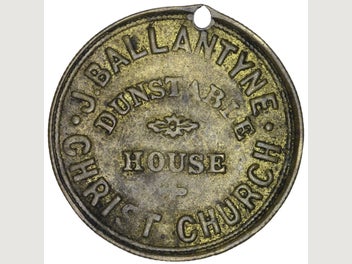 · J. BALLANTYNE ·
CHRIST CHURCH
DUNSTABLE
HOUSE